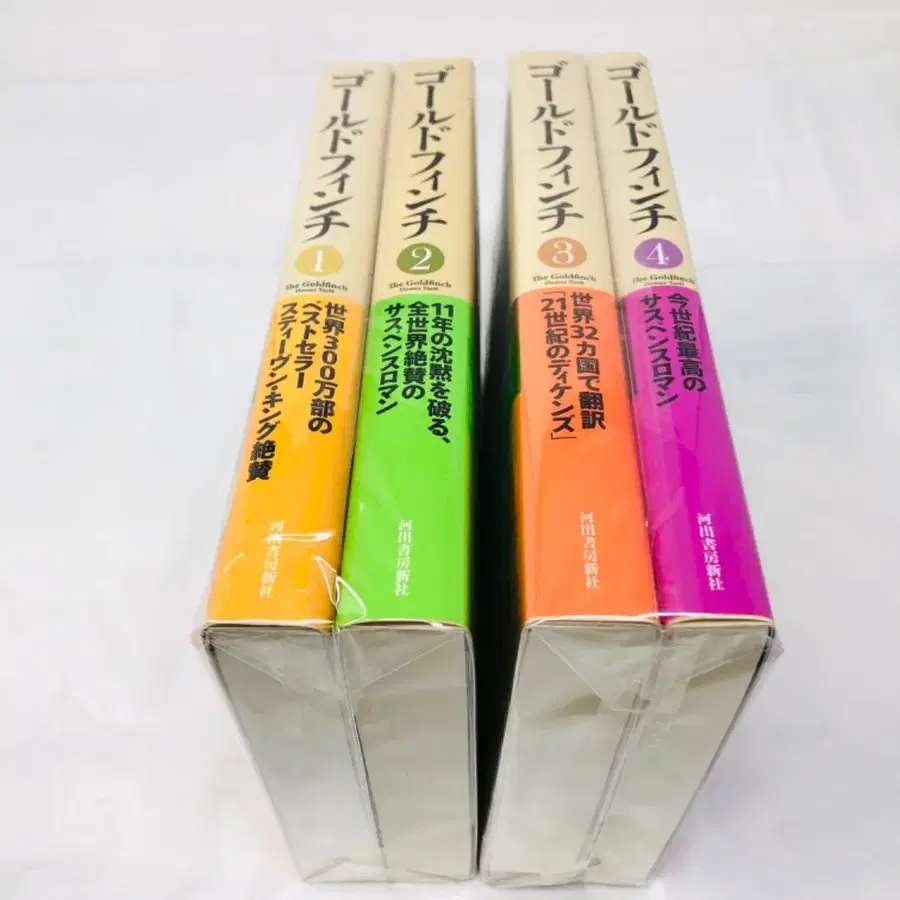 ゴールドフィンチ
1
The Goldfinch
Donna Tartt
世界300万部の
ベストセラー
スティーヴン・キング絶賛
河出書房新社
ゴールドフィンチ
2
The Goldfinch
Donna Tartt
11年の沈黙を破る、
全世界絶賛の
サスペンスロマン
河出書房新社
ゴールドフィンチ
3
The Goldfinch
Donna Tartt
世界32カ国で翻訳
「21世紀のディケンズ」
河出書房新社
ゴールドフィンチ
4
The Goldfinch
Donna Tartt
今世紀最高の
サスペンスロマン
河出書房新社